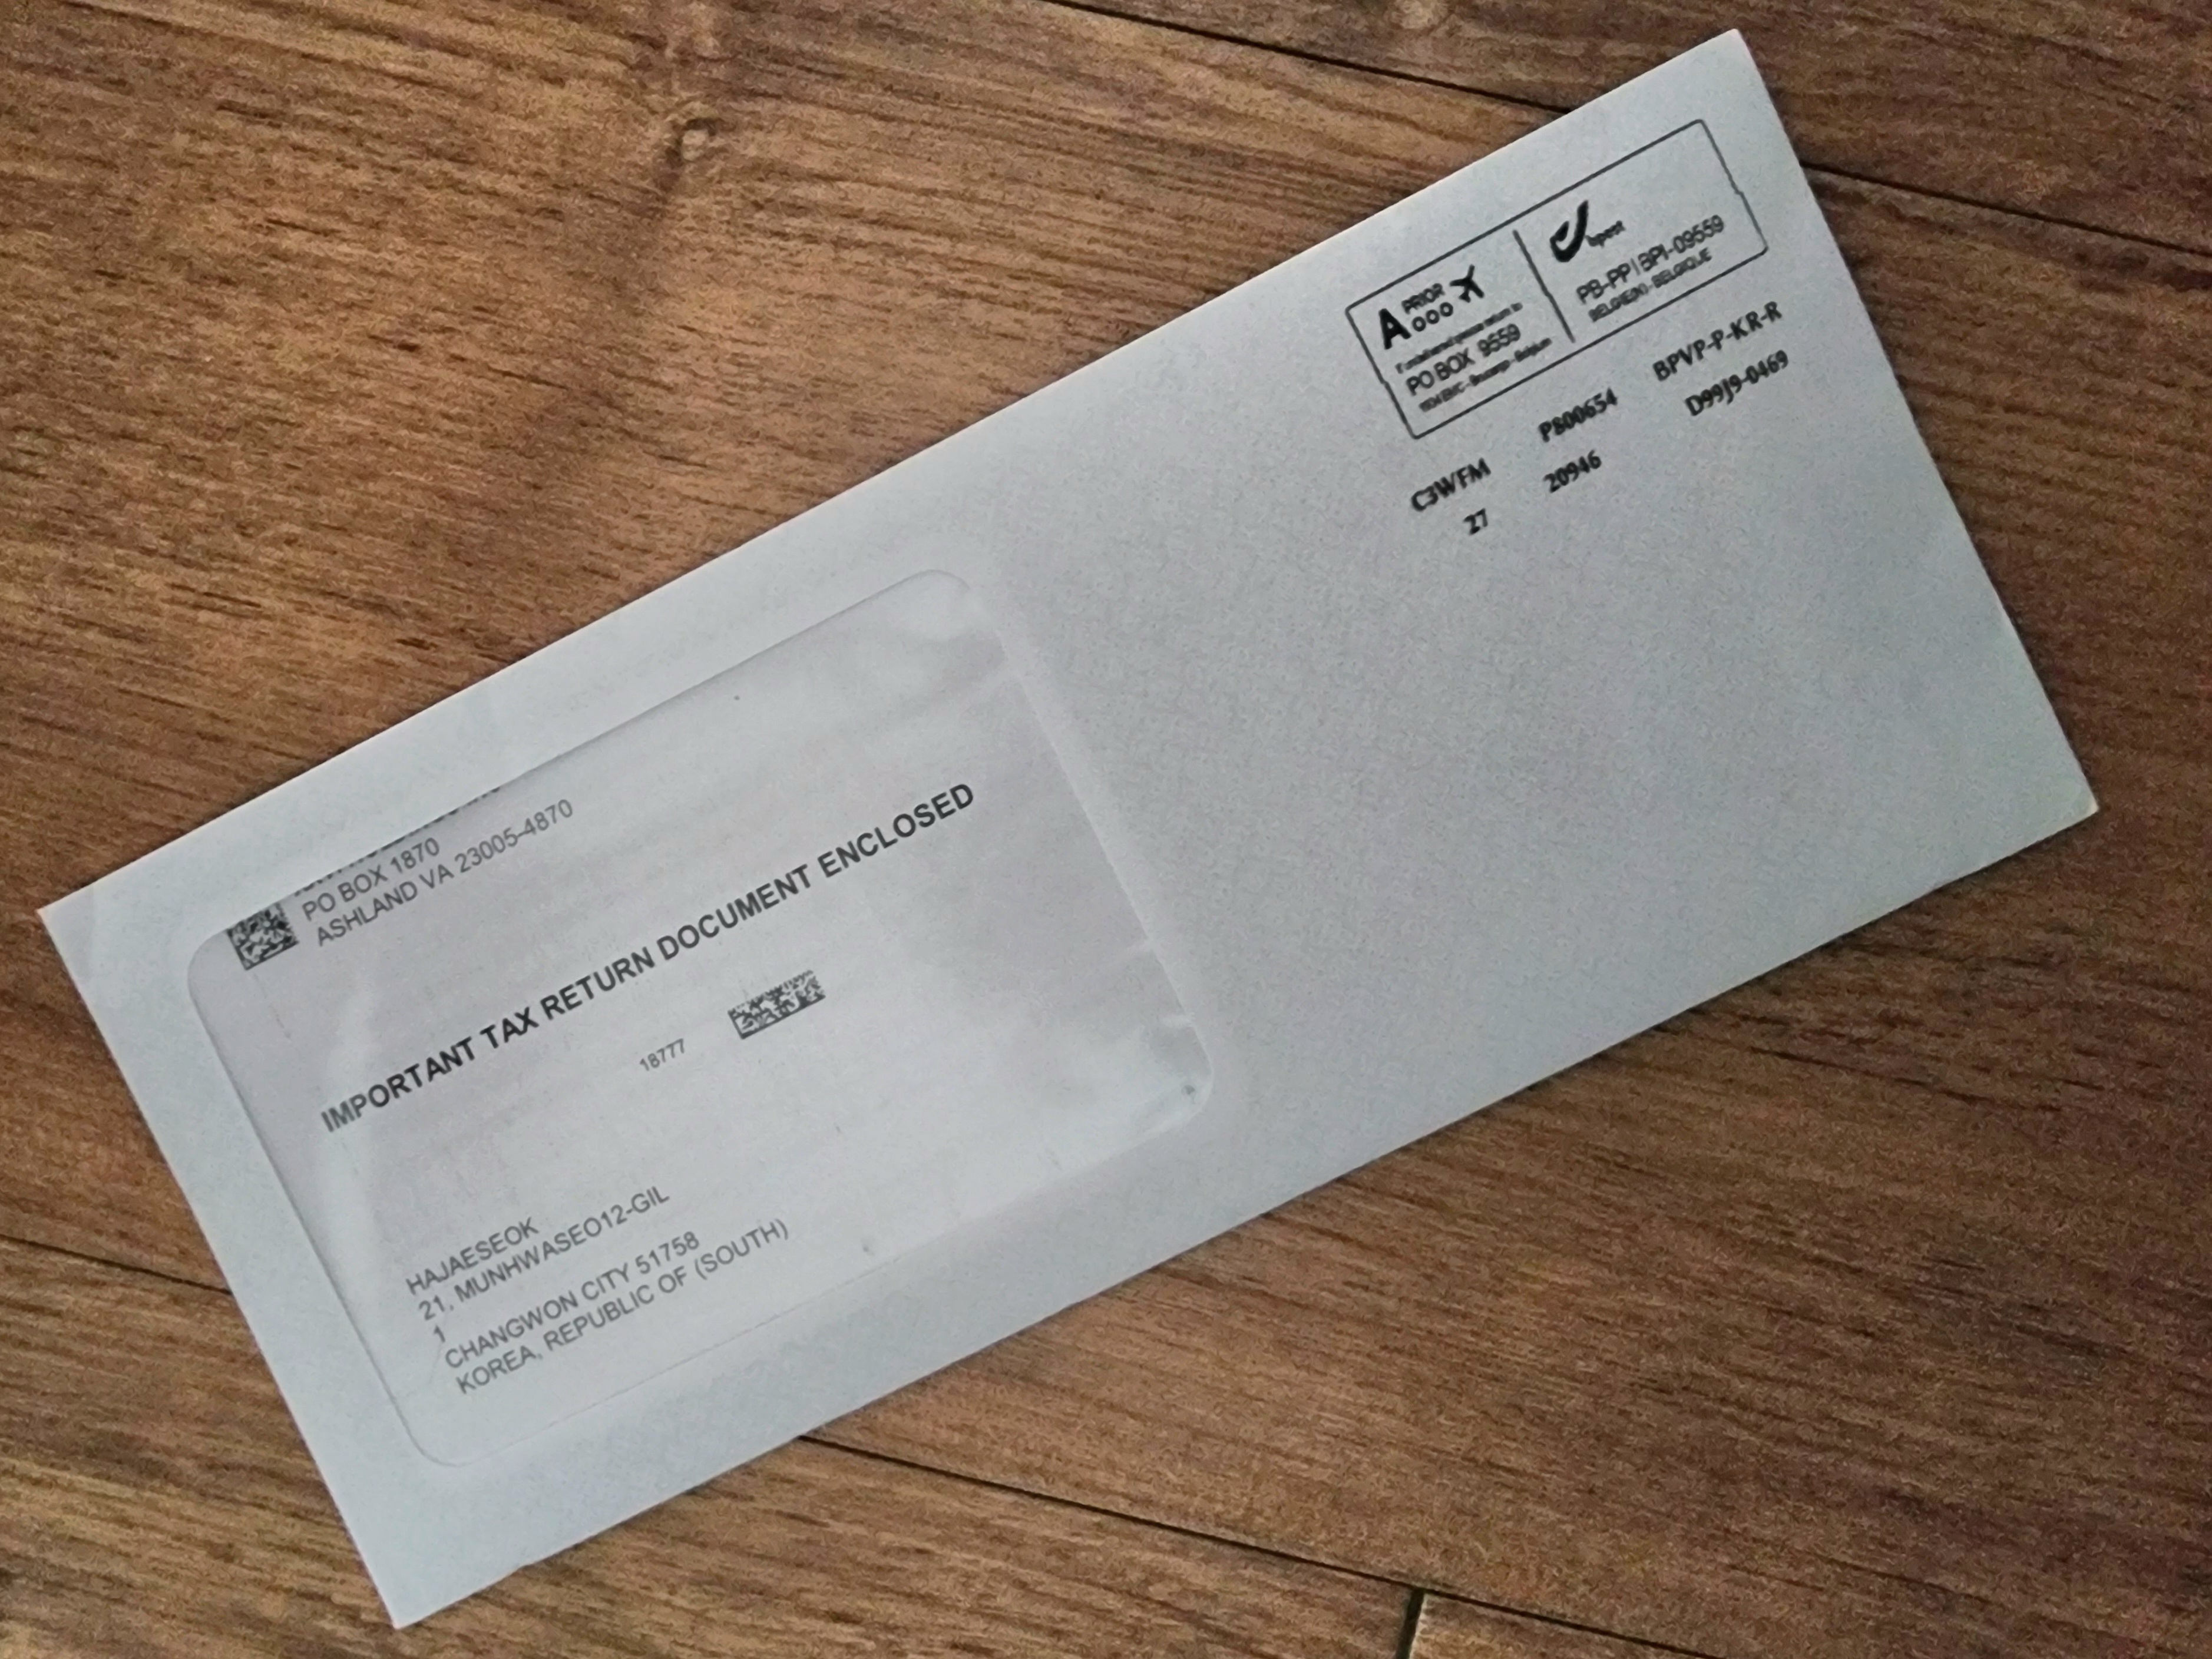 A PRIOR
PO BOX 9559
bpost
PB-PP | BPI-09559
BELGIE(N) - BELGIQUE
C3WFM P800654 BPVP-P-KR-R
27 20946 D99J9-0469
PO BOX 1870
ASHLAND VA 23005-4870
IMPORTANT TAX RETURN DOCUMENT ENCLOSED
18777
HAJAESEOK
21, MUNHWASEO12-GIL
1
CHANGWON CITY 51758
KOREA, REPUBLIC OF (SOUTH)